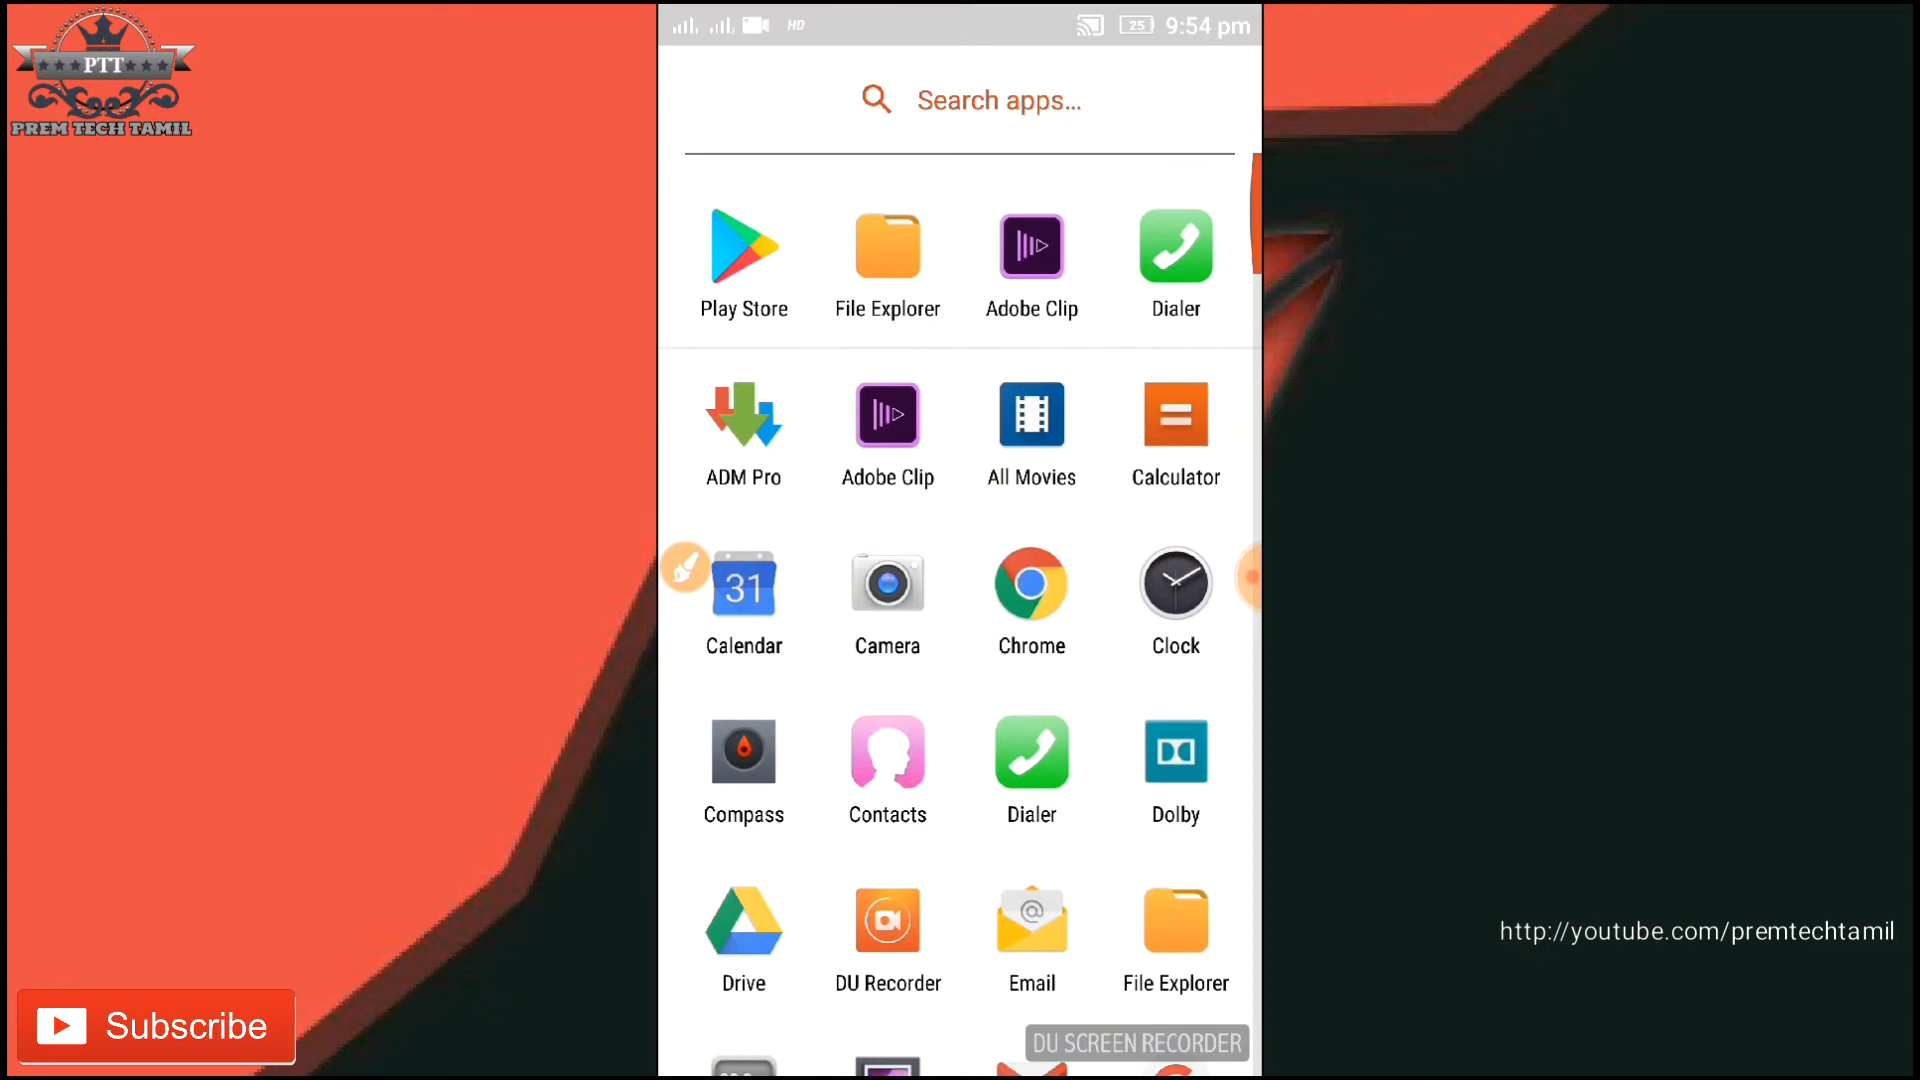 PTT
PREM TECH TAMIL
HD
25
9:54 pm
Search apps...
Play Store
File Explorer
Adobe Clip
Dialer
ADM Pro
Adobe Clip
All Movies
Calculator
31
Calendar
Camera
Chrome
Clock
Compass
Contacts
Dialer
Dolby
Drive
DU Recorder
@
Email
File Explorer
DU SCREEN RECORDER
http://youtube.com/premtechtamil
Subscribe